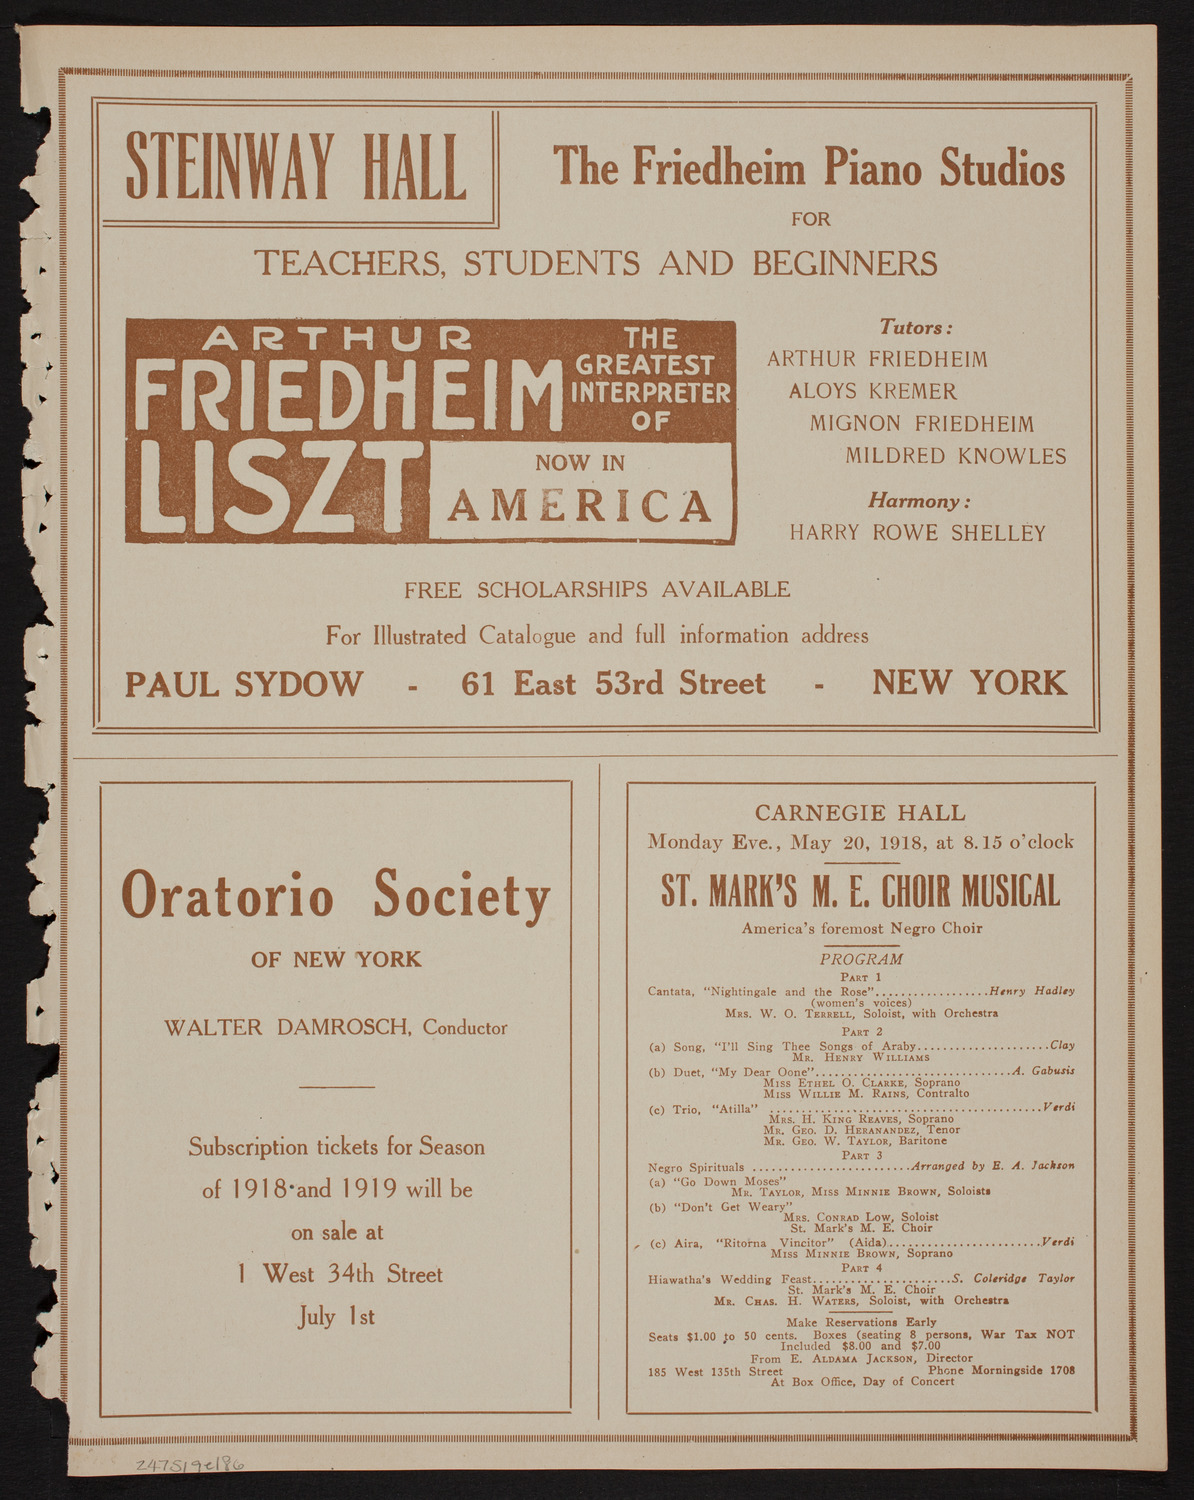 STEINWAY HALL
The Friedheim Piano Studios
FOR
TEACHERS, STUDENTS AND BEGINNERS
ARTHUR
FRIEDHEIM
THE
GREATEST
INTERPRETER
OF
LISZT
NOW IN
AMERICA
Tutors:
ARTHUR FRIEDHEIM
ALOYS KREMER
MIGNON FRIEDHEIM
MILDRED KNOWLES
Harmony:
HARRY ROWE SHELLEY
FREE SCHOLARSHIPS AVAILABLE
For Illustrated Catalogue and full information address
PAUL SYDOW - 61 East 53rd Street - NEW YORK
Oratorio Society
OF NEW YORK
WALTER DAMROSCH, Conductor
Subscription tickets for Season
of 1918 and 1919 will be
on sale at
1 West 34th Street
July 1st
CARNEGIE HALL
Monday Eve., May 20, 1918, at 8.15 o'clock
ST. MARK'S M. E. CHOIR MUSICAL
America's foremost Negro Choir
PROGRAM
PART 1
Cantata, "Nightingale and the Rose"..................Henry Hadley
(women's voices)
MRS. W. O. TERRELL, Soloist, with Orchestra
PART 2
(a) Song, "I'll Sing Thee Songs of Araby.....................Clay
MR. HENRY WILLIAMS
(b) Duet, "My Dear Oone"...............................A. Gabusis
MISS ETHEL O. CLARKE, Soprano
MISS WILLIE M. RAINS, Contralto
(c) Trio, "Atilla" ...........................................Verdi
MRS. H. KING REAVES, Soprano
MR. GEO. D. HERANANDEZ, Tenor
MR. GEO. W. TAYLOR, Baritone
PART 3
Negro Spirituals .........................Arranged by E. A. Jackson
(a) "Go Down Moses"
MR. TAYLOR, MISS MINNIE BROWN, Soloists
(b) "Don't Get Weary"
MRS. CONRAD LOW, Soloist
St. Mark's M. E. Choir
(c) Aira, "Ritorna Vincitor" (Aida)........................Verdi
MISS MINNIE BROWN, Soprano
PART 4
Hiawatha's Wedding Feast......................S. Coleridge Taylor
St. Mark's M. E. Choir
MR. CHAS. H. WATERS, Soloist, with Orchestra
Make Reservations Early
Seats $1.00 to 50 cents. Boxes (seating 8 persons, War Tax NOT
Included $8.00 and $7.00
From E. ALDAMA JACKSON, Director
185 West 135th Street Phone Morningside 1708
At Box Office, Day of Concert